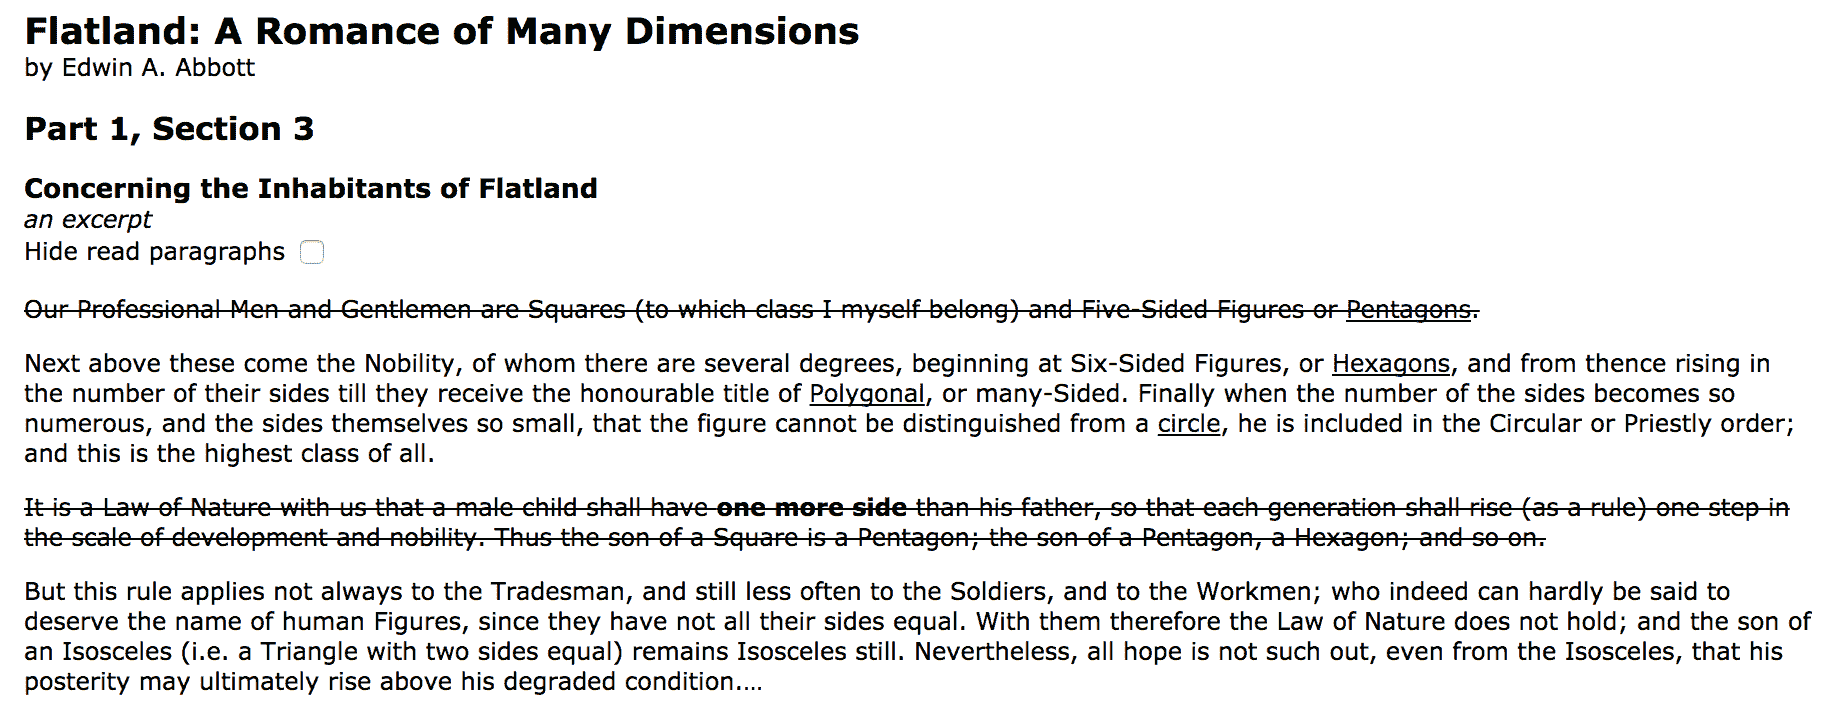 Flatland: A Romance of Many Dimensions
by Edwin A. Abbott
Part 1, Section 3
Concerning the Inhabitants of Flatland
an excerpt
Hide read paragraphs
Our Professional Men and Gentlemen are Squares (to which class I myself belong) and Five-Sided Figures or Pentagons.
Next above these come the Nobility, of whom there are several degrees, beginning at Six-Sided Figures, or Hexagons, and from thence rising in
the number of their sides till they receive the honourable title of Polygonal, or many-Sided. Finally when the number of the sides becomes so
numerous, and the sides themselves so small, that the figure cannot be distinguished from a circle, he is included in the Circular or Priestly order;
and this is the highest class of all.
It is a Law of Nature with us that a male child shall have one more side than his father, so that each generation shall rise (as a rule) one step in
the scale of development and nobility. Thus the son of a Square is a Pentagon; the son of a Pentagon, a Hexagon; and so on.
But this rule applies not always to the Tradesman, and still less often to the Soldiers, and to the Workmen; who indeed can hardly be said to
deserve the name of human Figures, since they have not all their sides equal. With them therefore the Law of Nature does not hold; and the son of
an Isosceles (i.e. a Triangle with two sides equal) remains Isosceles still. Nevertheless, all hope is not such out, even from the Isosceles, that his
posterity may ultimately rise above his degraded condition....